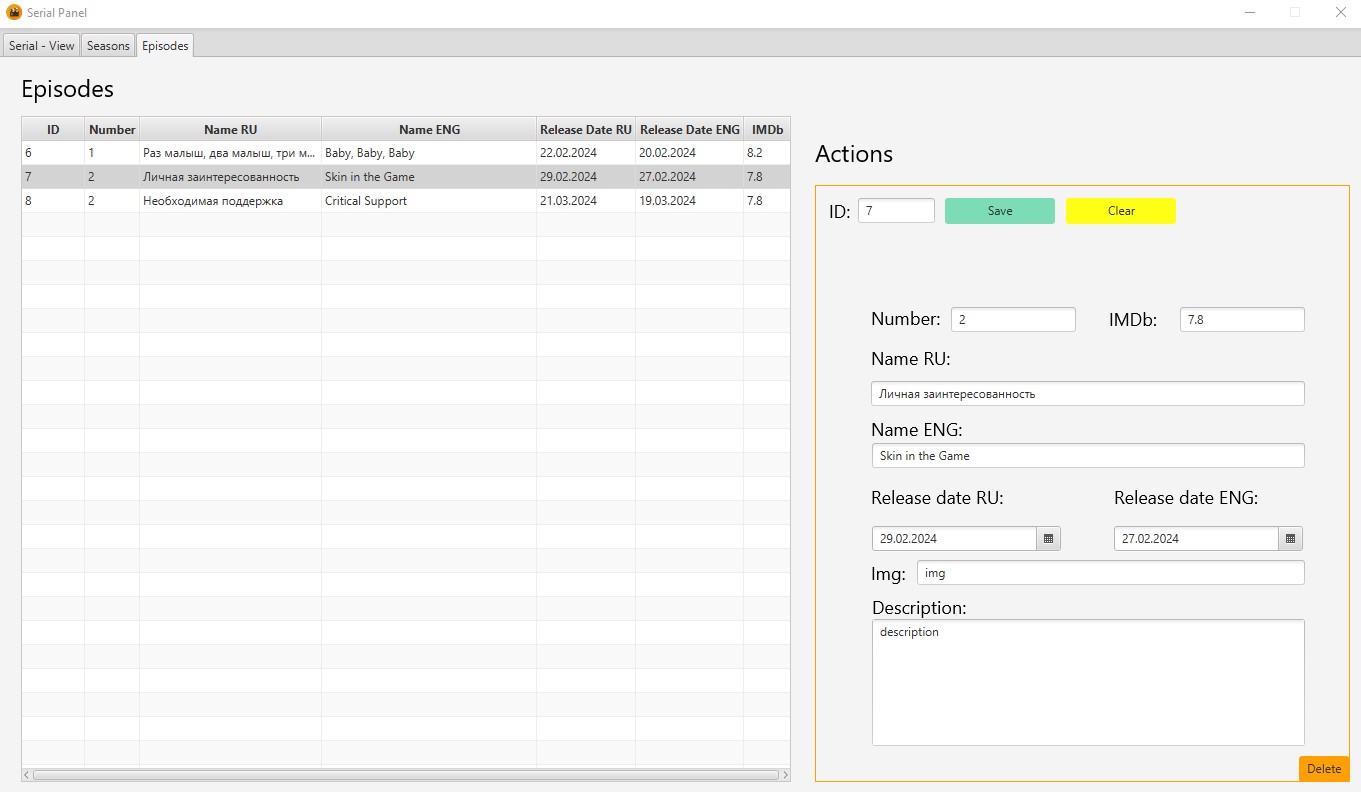 Serial Panel
Serial - View Seasons Episodes
Episodes
ID Number Name RU Name ENG Release Date RU Release Date ENG IMDb
6 1 Раз малыш, два малыш, три м... Baby, Baby, Baby 22.02.2024 20.02.2024 8.2
7 2 Личная заинтересованность Skin in the Game 29.02.2024 27.02.2024 7.8
8 2 Необходимая поддержка Critical Support 21.03.2024 19.03.2024 7.8
Actions
ID: 7 Save Clear
Number: 2 IMDb: 7.8
Name RU:
Личная заинтересованность
Name ENG:
Skin in the Game
Release date RU: Release date ENG:
29.02.2024 27.02.2024
Img: img
Description:
description
Delete